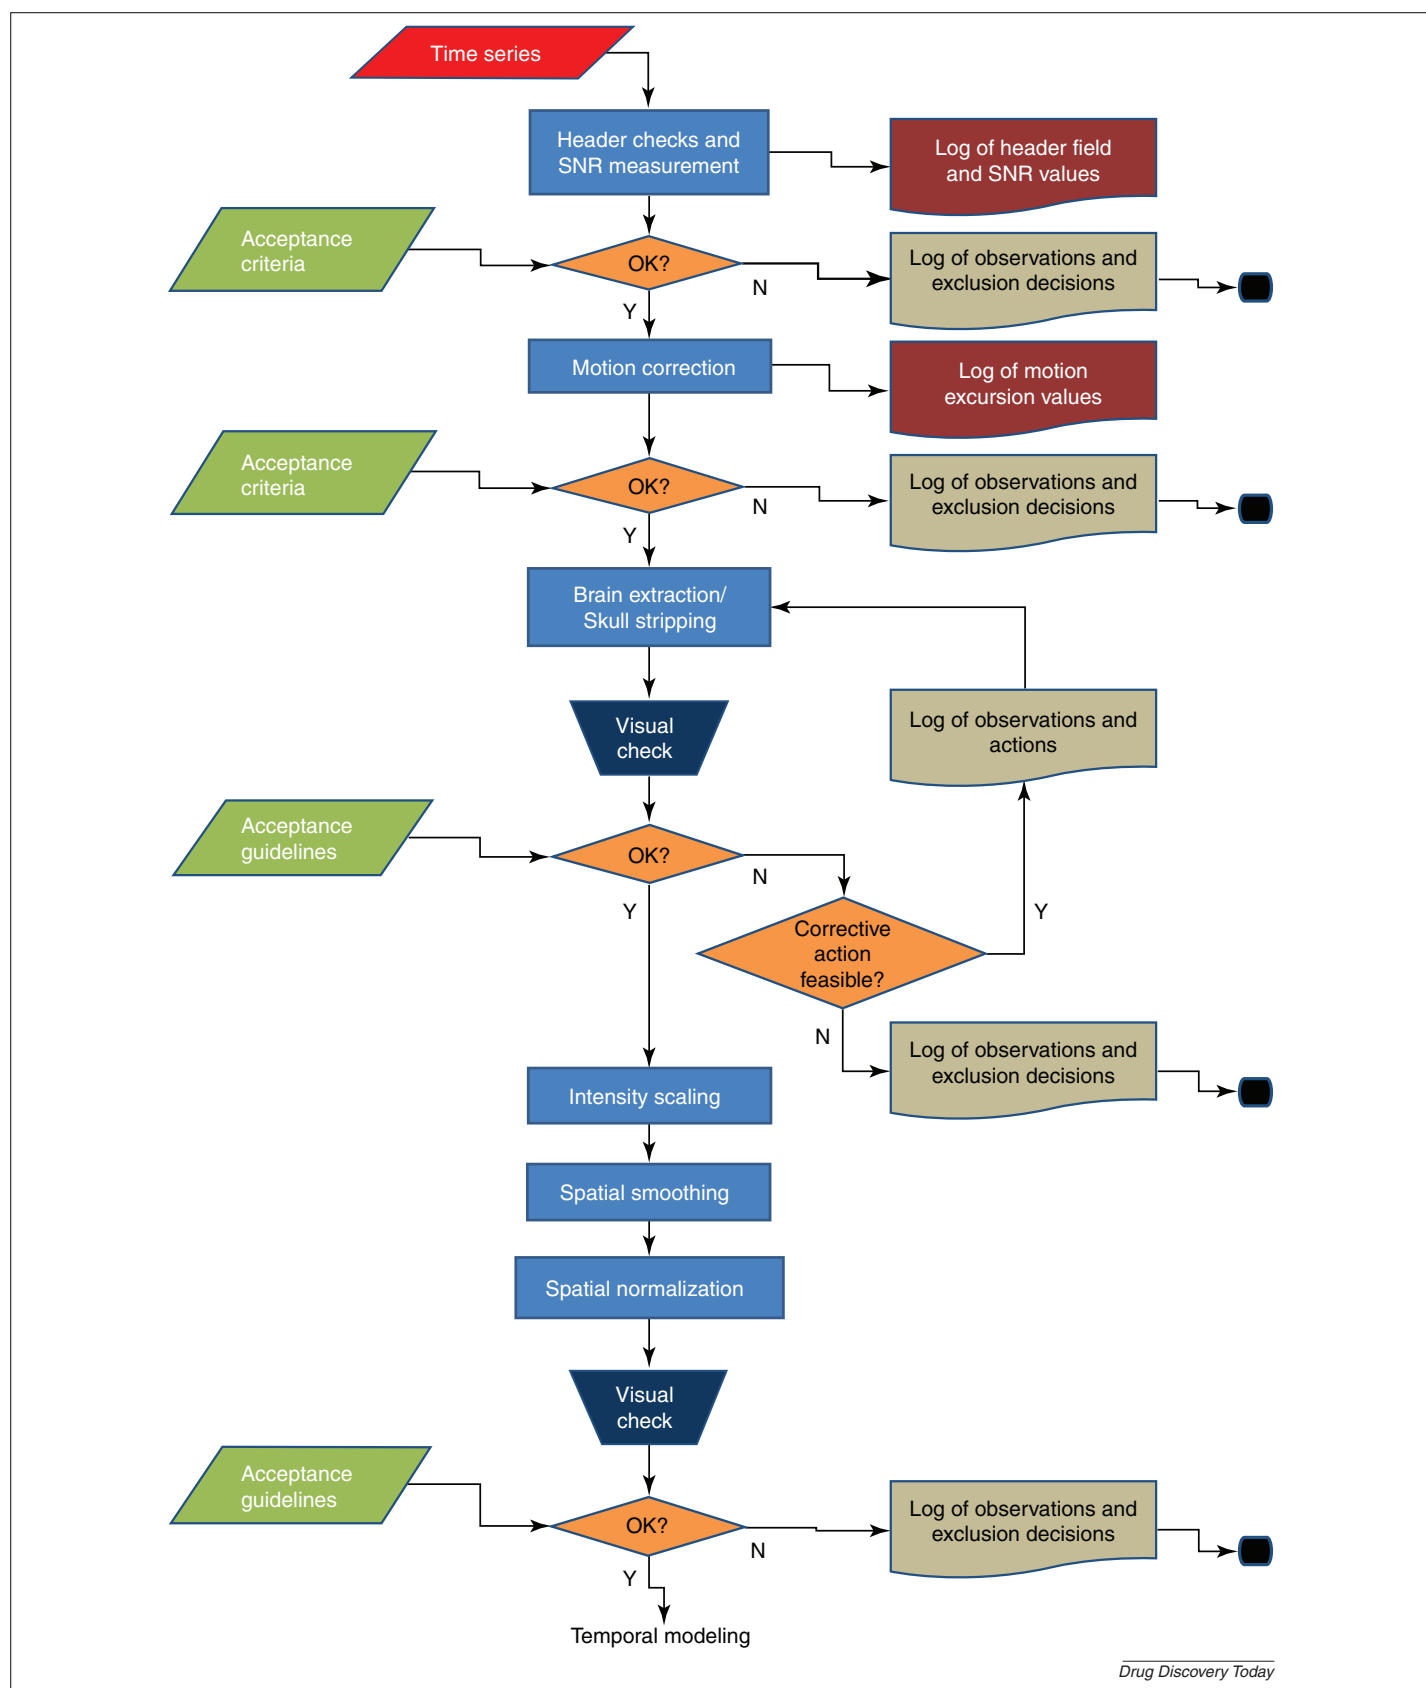 Time series
Header checks and
SNR measurement
Log of header field
and SNR values
Acceptance
criteria
OK?
N
Y
Log of observations and
exclusion decisions
Motion correction
Log of motion
excursion values
Acceptance
criteria
OK?
N
Y
Log of observations and
exclusion decisions
Brain extraction/
Skull stripping
Visual
check
Log of observations and
actions
Acceptance
guidelines
OK?
N
Y
Corrective
action
feasible?
Y
N
Log of observations and
exclusion decisions
Intensity scaling
Spatial smoothing
Spatial normalization
Visual
check
Acceptance
guidelines
OK?
N
Y
Log of observations and
exclusion decisions
Temporal modeling
Drug Discovery Today